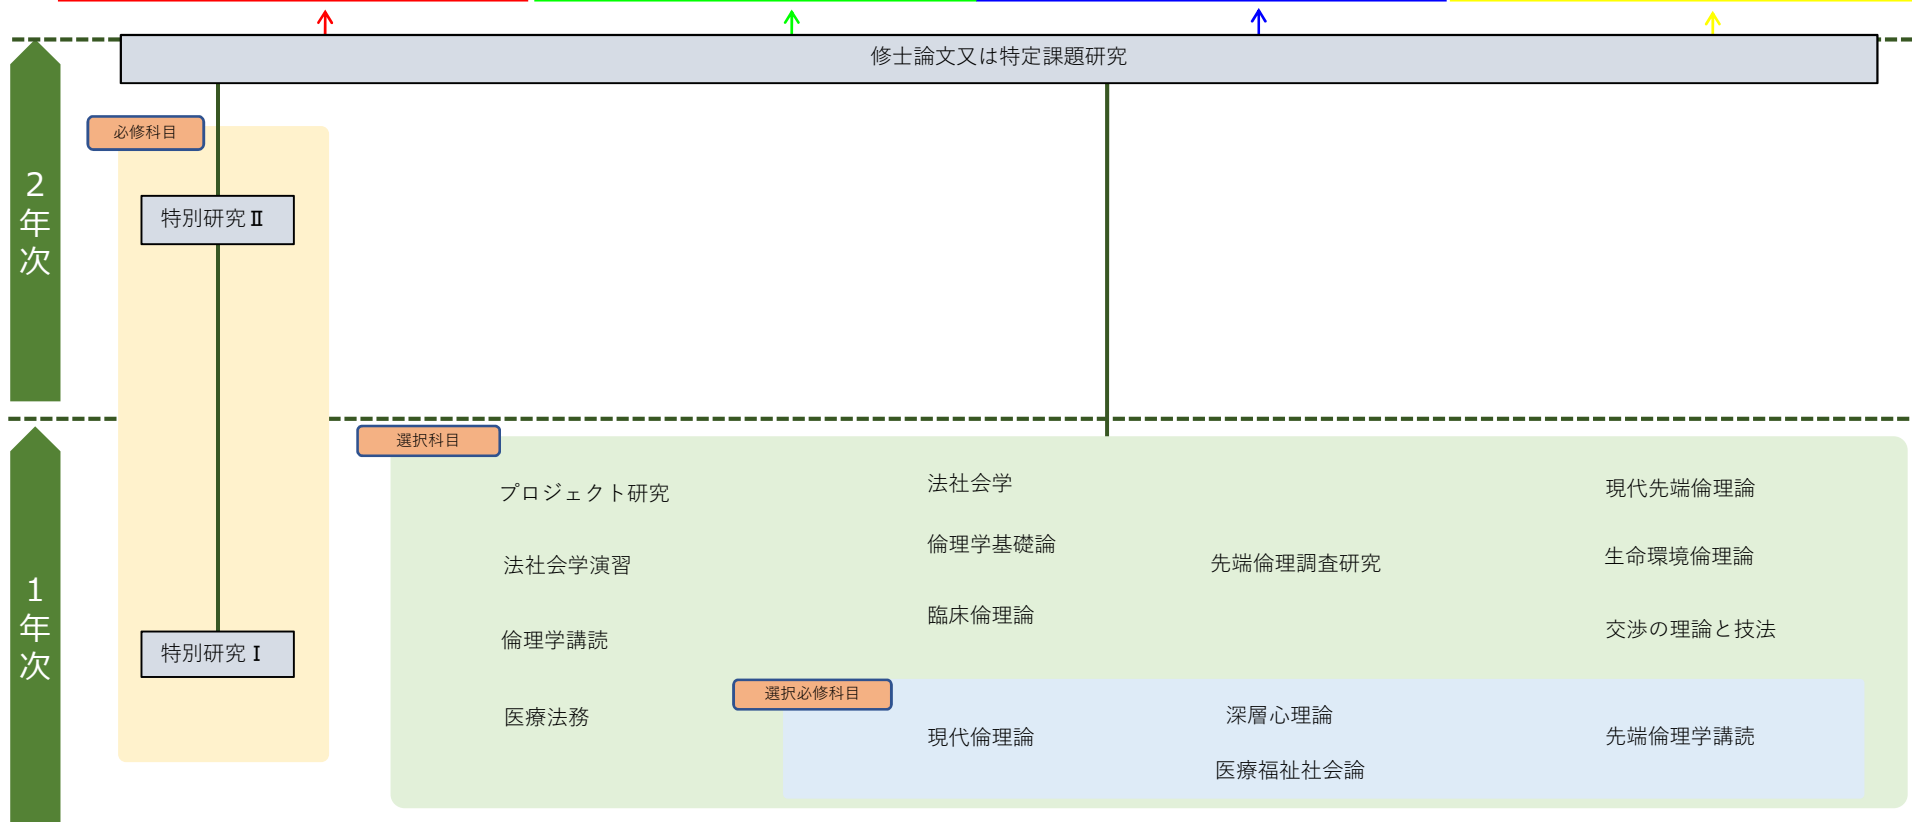 修士論文又は特定課題研究
2年次
必修科目
特別研究Ⅱ
1年次
特別研究Ⅰ
選択科目
プロジェクト研究
法社会学演習
倫理学講読
医療法務
法社会学
倫理学基礎論
臨床倫理論
先端倫理調査研究
現代先端倫理論
生命環境倫理論
交渉の理論と技法
選択必修科目
現代倫理論
深層心理論
医療福祉社会論
先端倫理学講読